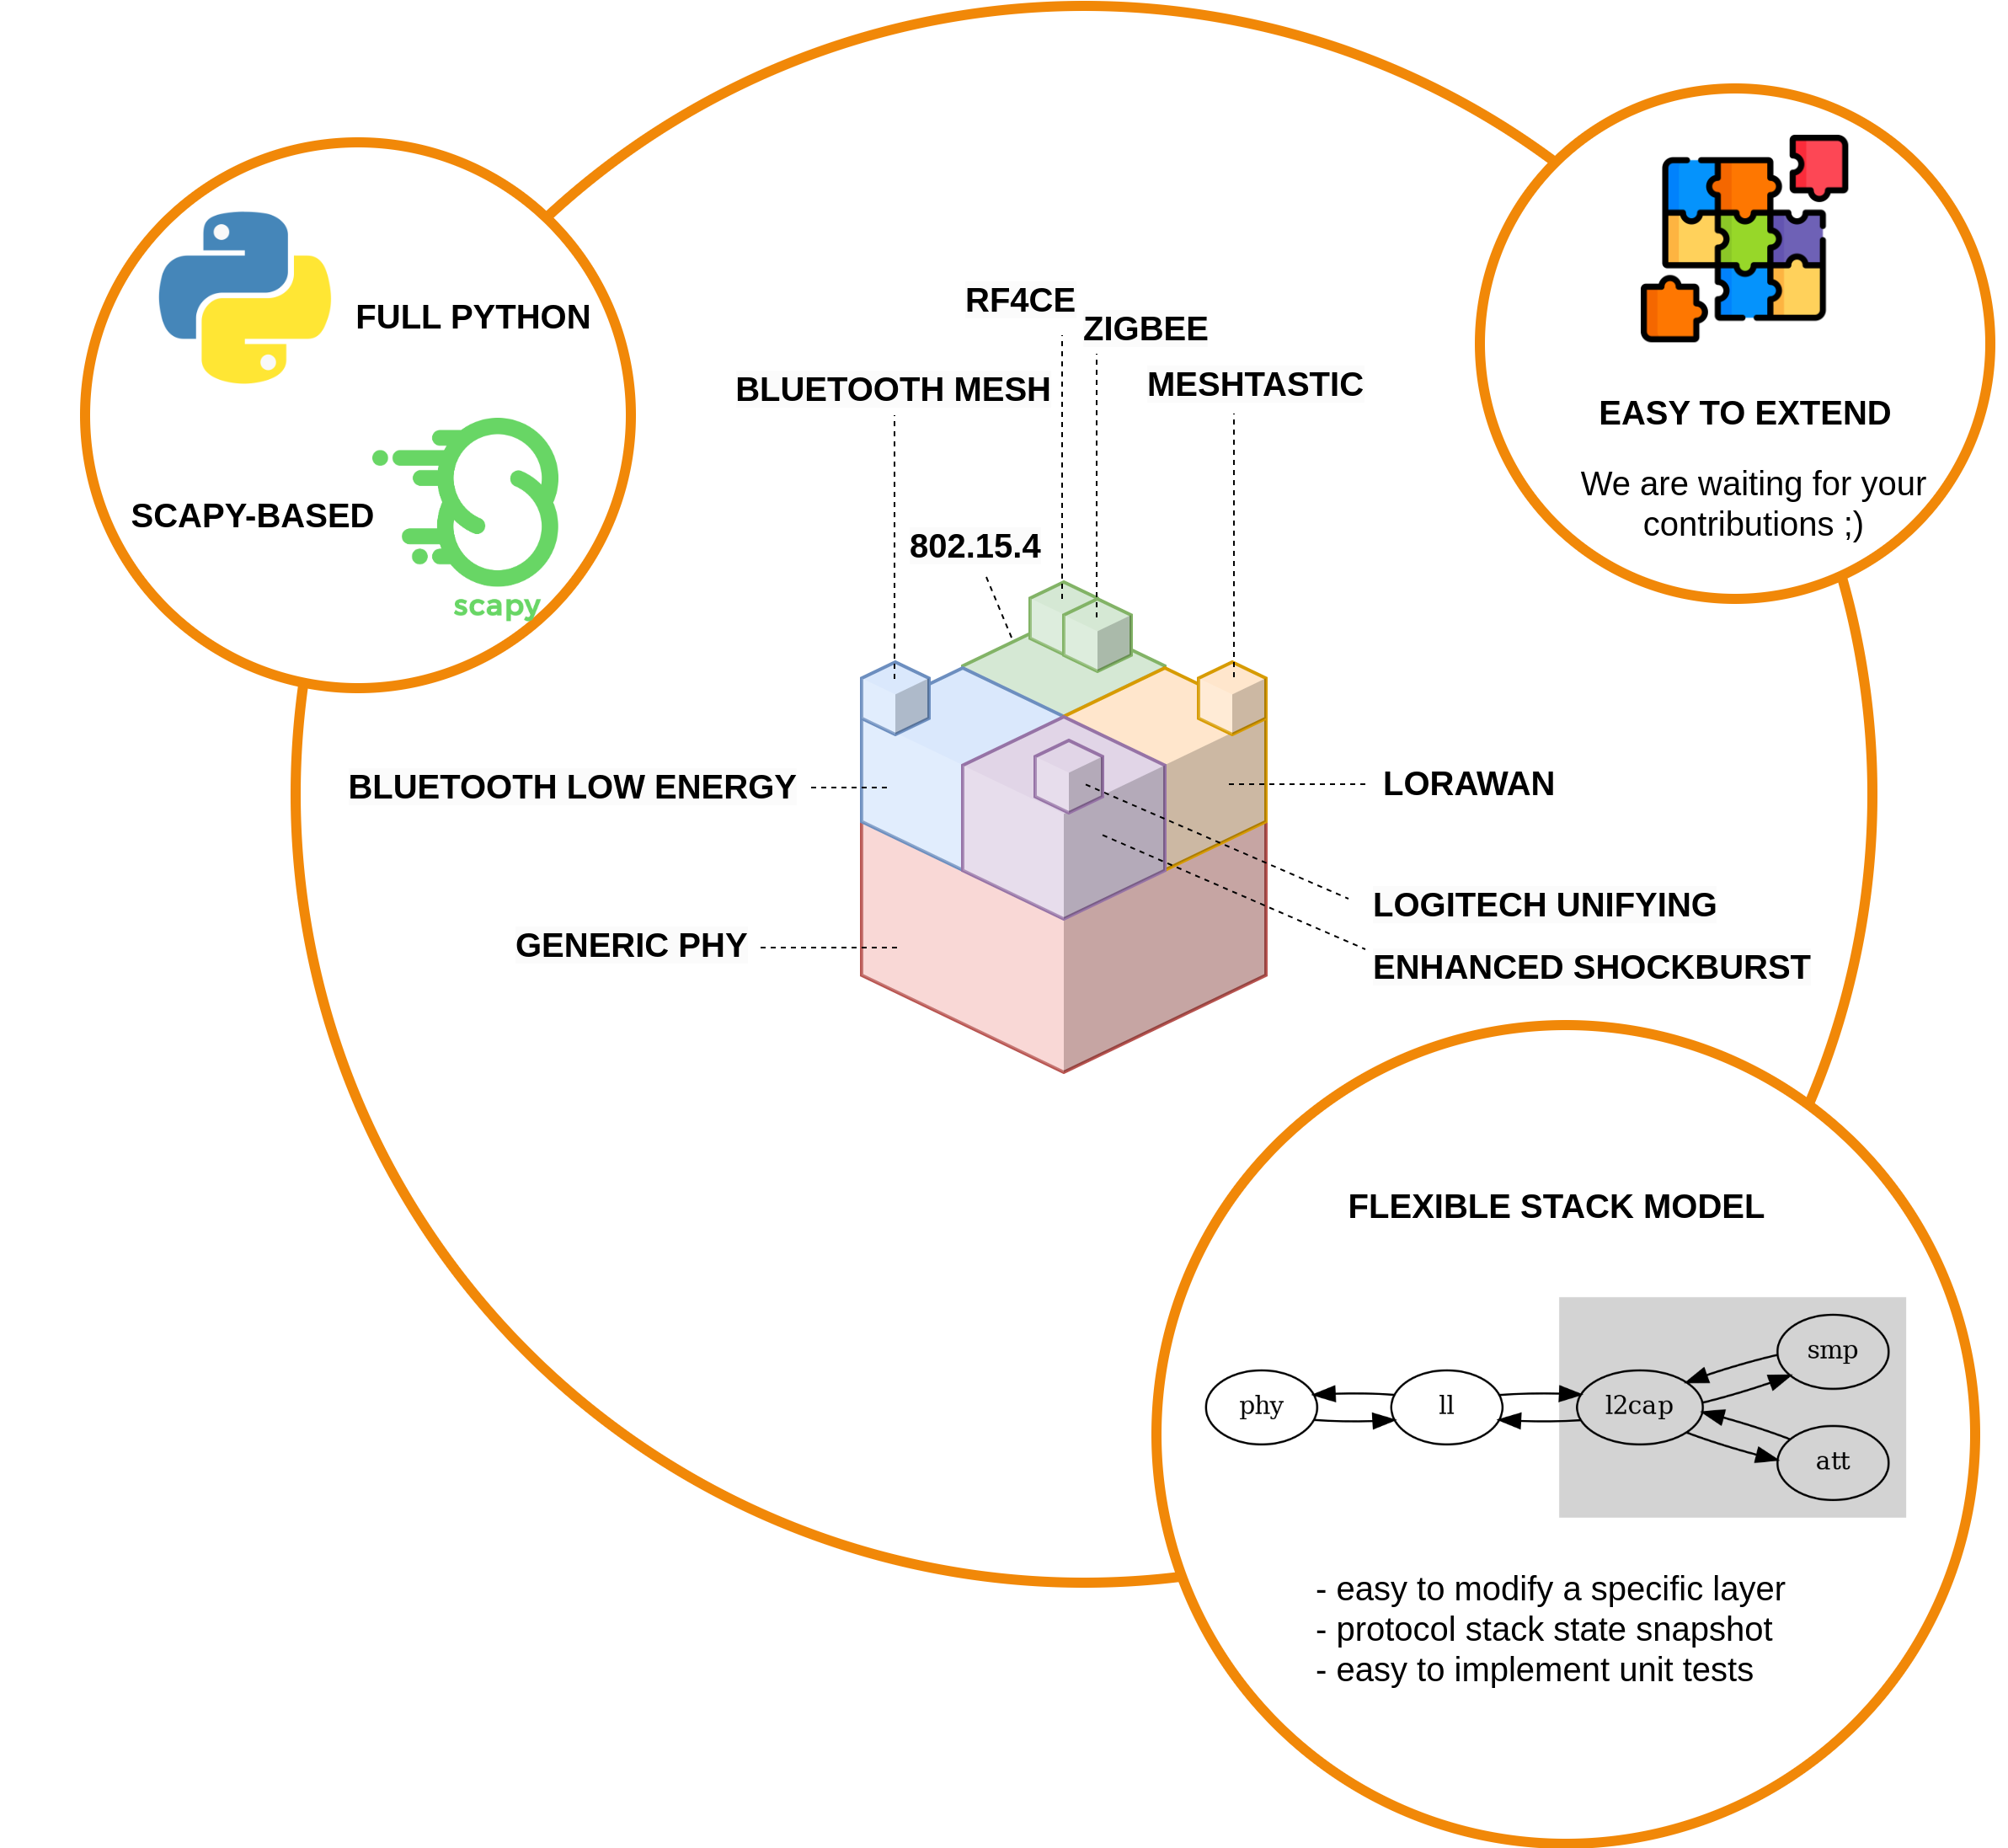 FULL PYTHON
SCAPY-BASED
scapy
RF4CE
ZIGBEE
BLUETOOTH MESH
MESHTASTIC
802.15.4
BLUETOOTH LOW ENERGY
LORAWAN
LOGITECH UNIFYING
GENERIC PHY
ENHANCED SHOCKBURST
EASY TO EXTEND
We are waiting for your
contributions ;)
FLEXIBLE STACK MODEL
phy
ll
l2cap
smp
att
- easy to modify a specific layer
- protocol stack state snapshot
- easy to implement unit tests